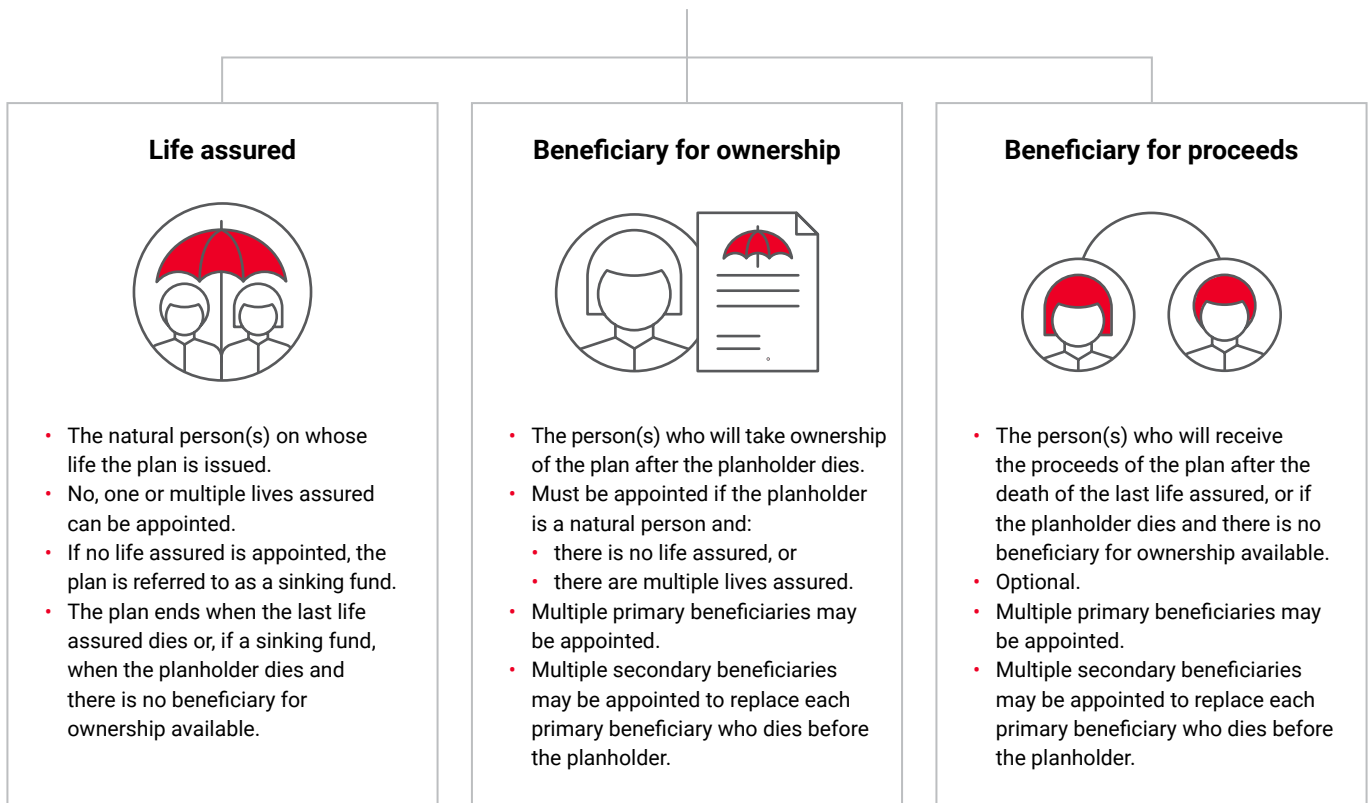 Life assured
• The natural person(s) on whose
life the plan is issued.
• No, one or multiple lives assured
can be appointed.
• If no life assured is appointed, the
plan is referred to as a sinking fund.
• The plan ends when the last life
assured dies or, if a sinking fund,
when the planholder dies and
there is no beneficiary for
ownership available.
Beneficiary for ownership
• The person(s) who will take ownership
of the plan after the planholder dies.
• Must be appointed if the planholder
is a natural person and:
• there is no life assured, or
• there are multiple lives assured.
• Multiple primary beneficiaries may
be appointed.
• Multiple secondary beneficiaries
may be appointed to replace each
primary beneficiary who dies before
the planholder.
Beneficiary for proceeds
• The person(s) who will receive
the proceeds of the plan after the
death of the last life assured, or if
the planholder dies and there is no
beneficiary for ownership available.
• Optional.
• Multiple primary beneficiaries may
be appointed.
• Multiple secondary beneficiaries
may be appointed to replace each
primary beneficiary who dies before
the planholder.